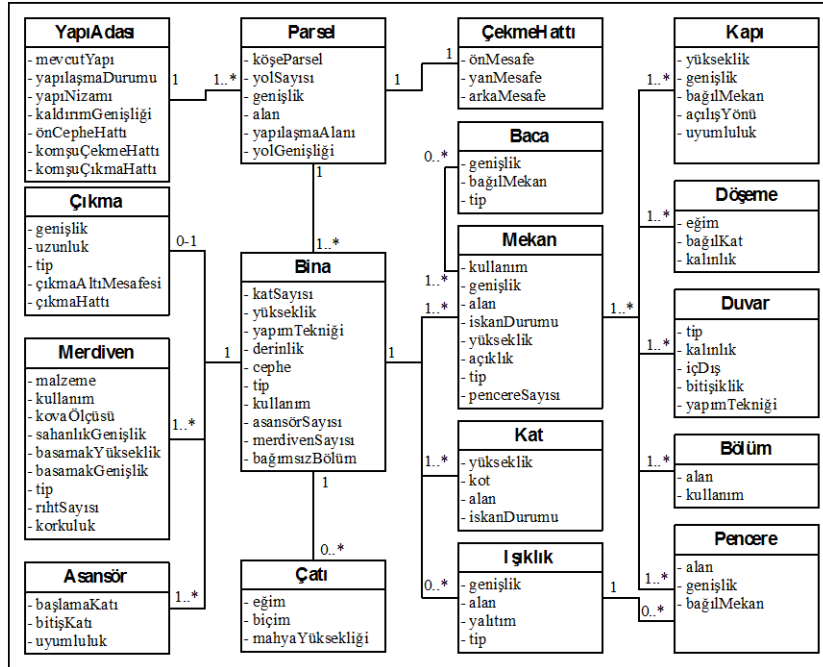 YapıAdası
- mevcutYapı
- yapılaşmaDurumu
- yapıNizamı
- kaldırımGenişliği
- önCepheHattı
- komşuÇekmeHattı
- komşuÇıkmaHattı
1
1..*
Parsel
- köşeParsel
- yolSayısı
- genişlik
- alan
- yapılaşmaAlanı
- yolGenişliği
1
1
ÇekmeHattı
- önMesafe
- yanMesafe
- arkaMesafe
Kapı
- yükseklik
- genişlik
- bağılMekan
- açılışYönü
- uyumluluk
1..*
Baca
- genişlik
- bağılMekan
- tip
0..*
1..*
Çıkma
- genişlik
- uzunluk
- tip
- çıkmaAltıMesafesi
- çıkmaHattı
0-1
1
1..*
Bina
- katSayısı
- yükseklik
- yapımTekniği
- derinlik
- cephe
- tip
- kullanım
- asansörSayısı
- merdivenSayısı
- bağımsızBölüm
1
1
1
0..*
Mekan
- kullanım
- genişlik
- alan
- iskanDurumu
- yükseklik
- açıklık
- tip
- pencereSayısı
1..*
1..*
Döşeme
- eğim
- bağılKat
- kalınlık
1..*
Duvar
- tip
- kalınlık
- içDış
- bitişiklik
- yapımTekniği
1..*
Merdiven
- malzeme
- kullanım
- kovaÖlçüsü
- sahanlıkGenişlik
- basamakYükseklik
- basamakGenişlik
- tip
- rıhtSayısı
- korkuluk
1..*
Kat
- yükseklik
- kot
- alan
- iskanDurumu
1..*
Bölüm
- alan
- kullanım
1..*
Asansör
- başlamaKatı
- bitişKatı
- uyumluluk
1..*
Çatı
- eğim
- biçim
- mahyaYüksekliği
Işıklık
- genişlik
- alan
- yalıtım
- tip
0..*
1
0..*
Pencere
- alan
- genişlik
- bağılMekan
1..*